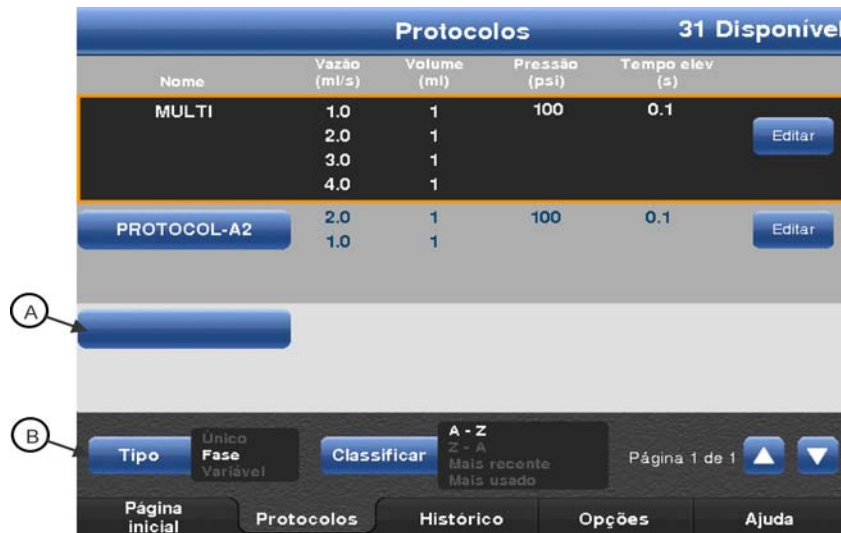 Protocolos 31 Disponível
Nome Vazão (ml/s) Volume (ml) Pressão (psi) Tempo elev (s)
MULTI 1.0 1 100 0.1
2.0 1 Editar
3.0 1
4.0 1
PROTOCOL-A2 2.0 1 100 0.1 Editar
1.0 1
A
B
Tipo
Único
Fase
Variável
Classificar
A - Z
Z - A
Mais recente
Mais usado
Página 1 de 1
Página inicial Protocolos Histórico Opções Ajuda